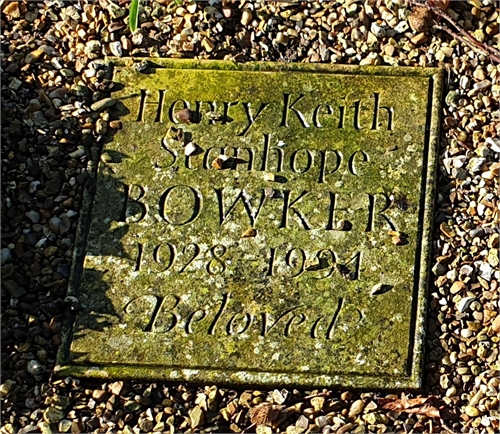 Henry Keith
Stanhope
BOWKER
1928 - 1994
Beloved